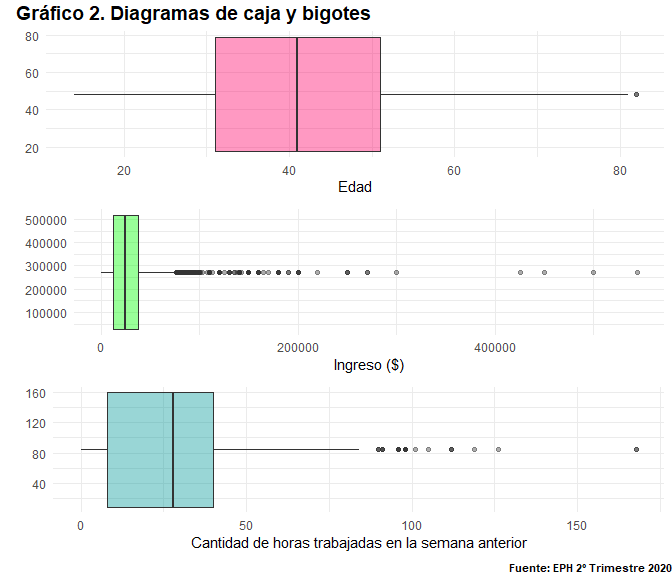 Gráfico 2. Diagramas de caja y bigotes
80
60
40
20
20 40 60 80
Edad
500000
400000
300000
200000
100000
0 200000 400000
Ingreso ($)
160
120
80
40
0 50 100 150
Cantidad de horas trabajadas en la semana anterior
Fuente: EPH 2º Trimestre 2020